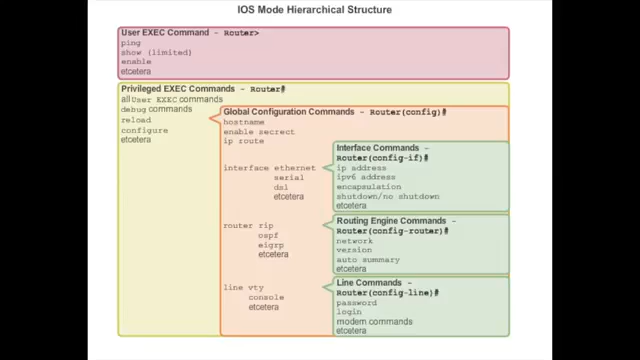 IOS Mode Hierarchical Structure
User EXEC Command - Router>
ping
show (limited)
enable
etcetera
Privileged EXEC Commands - Router#
all User EXEC commands
debug commands
reload
configure
etcetera
Global Configuration Commands - Router(config)#
hostname
enable secrect
ip route
interface ethernet
serial
dsl
etcetera
Interface Commands -
Router(config-if)#
ip address
ipv6 address
encapsulation
shutdown/no shutdown
etcetera
router rip
ospf
eigrp
etcetera
Routing Engine Commands -
Router(config-router)#
network
version
auto summary
etcetera
line vty
console
etcetera
Line Commands -
Router(config-line)#
password
login
modem commands
etcetera